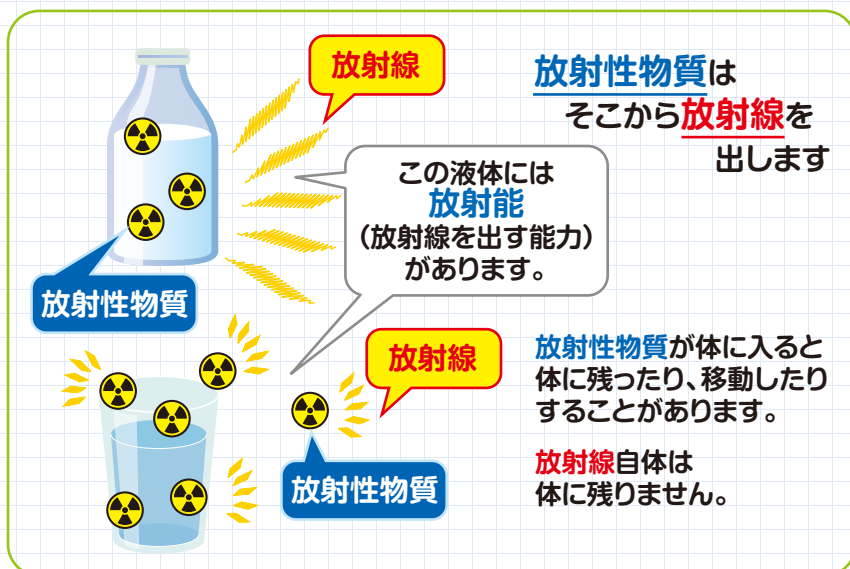 放射線
放射性物質は
そこから放射線を
出します
この液体には
放射能
（放射線を出す能力）
があります。
放射性物質
放射線
放射性物質
放射性物質が体に入ると
体に残ったり、移動したり
することがあります。
放射線自体は
体に残りません。